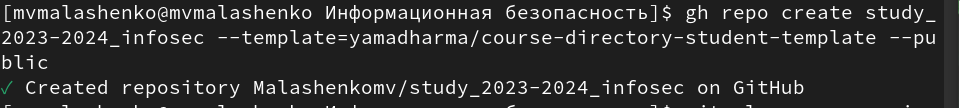 [mvmalashenko@mvmalashenko Информационная безопасность]$ gh repo create study_
2023-2024_infosec --template=yamadharma/course-directory-student-template --pu
blic
✓ Created repository Malashenkomv/study_2023-2024_infosec on GitHub